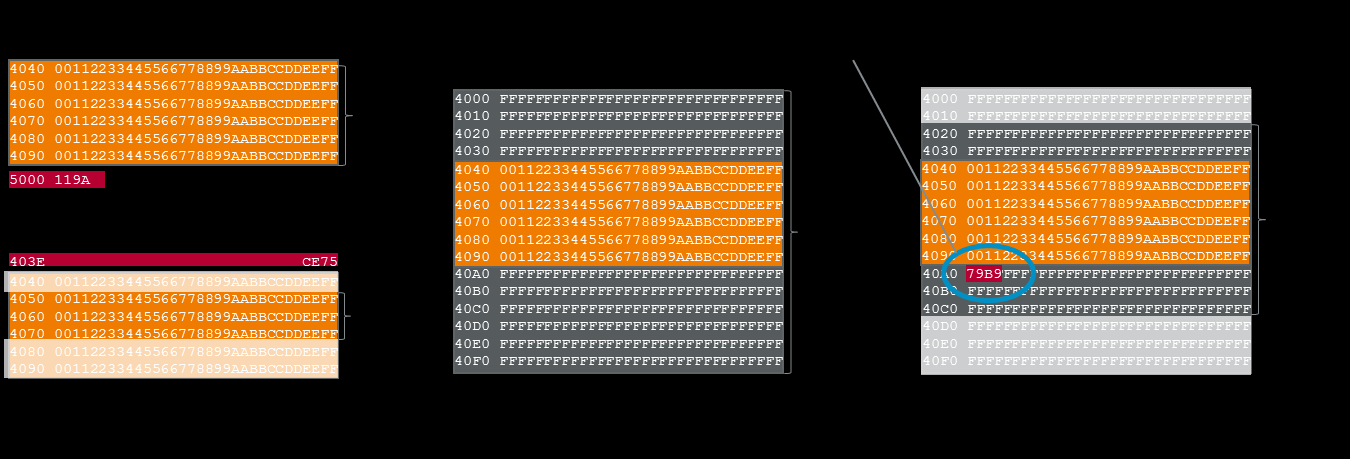 4040 00112233445566778899AABBCCDDEEFF
4050 00112233445566778899AABBCCDDEEFF
4060 00112233445566778899AABBCCDDEEFF
4070 00112233445566778899AABBCCDDEEFF
4080 00112233445566778899AABBCCDDEEFF
4090 00112233445566778899AABBCCDDEEFF
5000 119A
403E CE75
4040 00112233445566778899AABBCCDDEEFF
4050 00112233445566778899AABBCCDDEEFF
4060 00112233445566778899AABBCCDDEEFF
4070 00112233445566778899AABBCCDDEEFF
4080 00112233445566778899AABBCCDDEEFF
4090 00112233445566778899AABBCCDDEEFF
4000 FFFFFFFFFFFFFFFFFFFFFFFFFFFFFFFF
4010 FFFFFFFFFFFFFFFFFFFFFFFFFFFFFFFF
4020 FFFFFFFFFFFFFFFFFFFFFFFFFFFFFFFF
4030 FFFFFFFFFFFFFFFFFFFFFFFFFFFFFFFF
4040 00112233445566778899AABBCCDDEEFF
4050 00112233445566778899AABBCCDDEEFF
4060 00112233445566778899AABBCCDDEEFF
4070 00112233445566778899AABBCCDDEEFF
4080 00112233445566778899AABBCCDDEEFF
4090 00112233445566778899AABBCCDDEEFF
40A0 FFFFFFFFFFFFFFFFFFFFFFFFFFFFFFFF
40B0 FFFFFFFFFFFFFFFFFFFFFFFFFFFFFFFF
40C0 FFFFFFFFFFFFFFFFFFFFFFFFFFFFFFFF
40D0 FFFFFFFFFFFFFFFFFFFFFFFFFFFFFFFF
40E0 FFFFFFFFFFFFFFFFFFFFFFFFFFFFFFFF
40F0 FFFFFFFFFFFFFFFFFFFFFFFFFFFFFFFF
4000 FFFFFFFFFFFFFFFFFFFFFFFFFFFFFFFF
4010 FFFFFFFFFFFFFFFFFFFFFFFFFFFFFFFF
4020 FFFFFFFFFFFFFFFFFFFFFFFFFFFFFFFF
4030 FFFFFFFFFFFFFFFFFFFFFFFFFFFFFFFF
4040 00112233445566778899AABBCCDDEEFF
4050 00112233445566778899AABBCCDDEEFF
4060 00112233445566778899AABBCCDDEEFF
4070 00112233445566778899AABBCCDDEEFF
4080 00112233445566778899AABBCCDDEEFF
4090 00112233445566778899AABBCCDDEEFF
40A0 79B9FFFFFFFFFFFFFFFFFFFFFFFFFFFF
40B0 FFFFFFFFFFFFFFFFFFFFFFFFFFFFFFFF
40C0 FFFFFFFFFFFFFFFFFFFFFFFFFFFFFFFF
40D0 FFFFFFFFFFFFFFFFFFFFFFFFFFFFFFFF
40E0 FFFFFFFFFFFFFFFFFFFFFFFFFFFFFFFF
40F0 FFFFFFFFFFFFFFFFFFFFFFFFFFFFFFFF